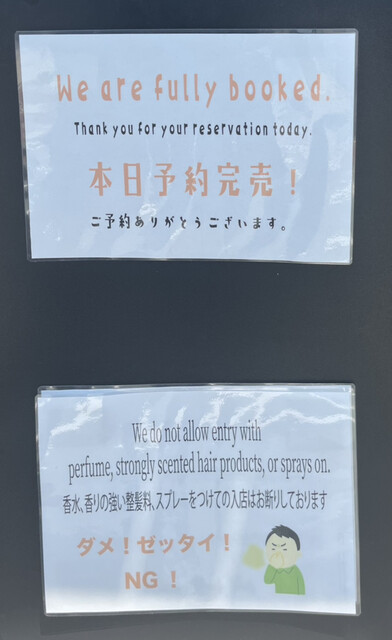 We are fully booked.
Thank you for your reservation today.
本日予約完売！
ご予約ありがとうございます。
We do not allow entry with
perfume, strongly scented hair products, or sprays on.
香水、香りの強い整髪料、スプレーをつけての入店はお断りしております
ダメ！ゼッタイ！
NG！